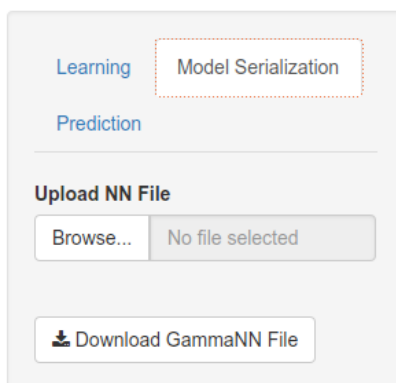 Learning Model Serialization
Prediction
Upload NN File
Browse... No file selected
Download GammaNN File